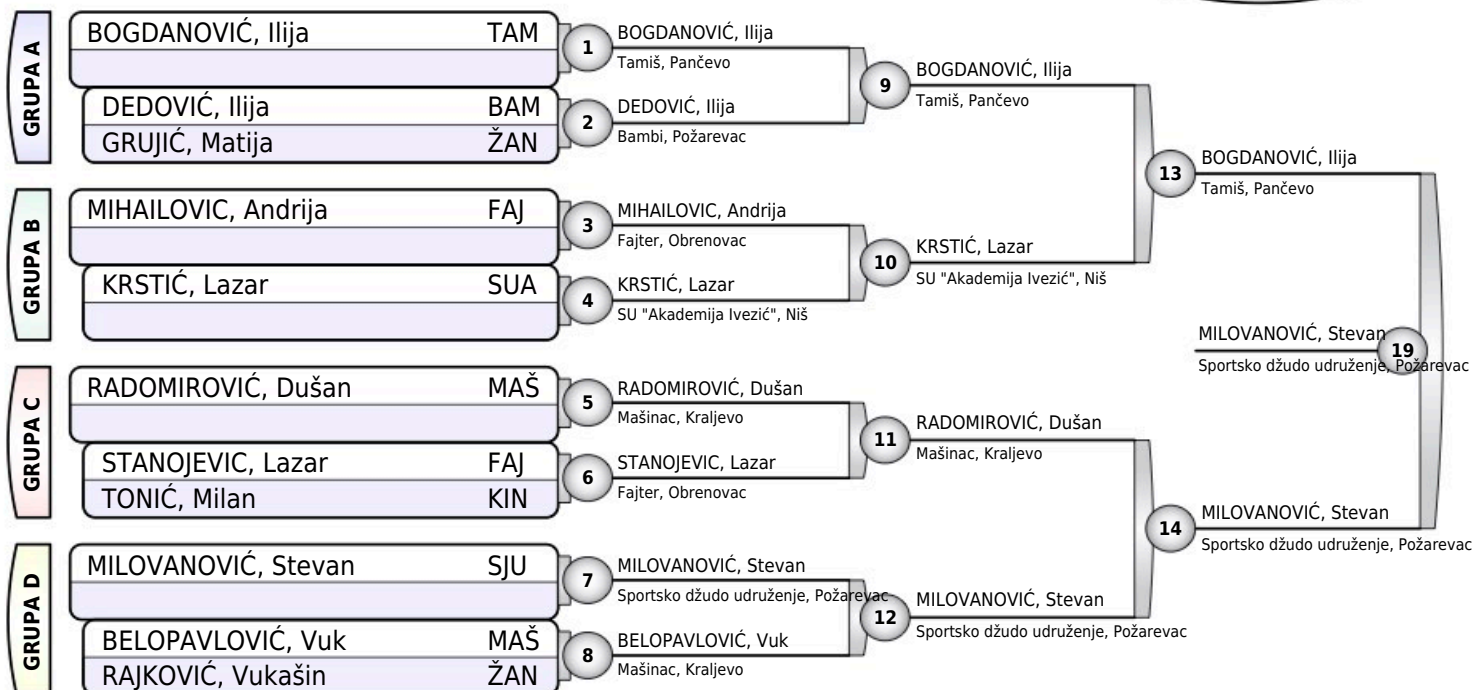 GRUPA A
BOGDANOVIĆ, Ilija TAM
DEDOVIĆ, Ilija BAM
GRUJIĆ, Matija ŽAN
GRUPA B
MIHAILOVIC, Andrija FAJ
KRSTIĆ, Lazar SUA
GRUPA C
RADOMIROVIĆ, Dušan MAŠ
STANOJEVIC, Lazar FAJ
TONIĆ, Milan KIN
GRUPA D
MILOVANOVIĆ, Stevan SJU
BELOPAVLOVIĆ, Vuk MAŠ
RAJKOVIĆ, Vukašin ŽAN
1
BOGDANOVIĆ, Ilija
Tamiš, Pančevo
2
DEDOVIĆ, Ilija
Bambi, Požarevac
3
MIHAILOVIC, Andrija
Fajter, Obrenovac
4
KRSTIĆ, Lazar
SU "Akademija Ivezić", Niš
5
RADOMIROVIĆ, Dušan
Mašinac, Kraljevo
6
STANOJEVIC, Lazar
Fajter, Obrenovac
7
MILOVANOVIĆ, Stevan
Sportsko džudo udruženje, Požarevac
8
BELOPAVLOVIĆ, Vuk
Mašinac, Kraljevo
9
BOGDANOVIĆ, Ilija
Tamiš, Pančevo
10
KRSTIĆ, Lazar
SU "Akademija Ivezić", Niš
11
RADOMIROVIĆ, Dušan
Mašinac, Kraljevo
12
MILOVANOVIĆ, Stevan
Sportsko džudo udruženje, Požarevac
13
BOGDANOVIĆ, Ilija
Tamiš, Pančevo
14
MILOVANOVIĆ, Stevan
Sportsko džudo udruženje, Požarevac
MILOVANOVIĆ, Stevan
19
Sportsko džudo udruženje, Požarevac